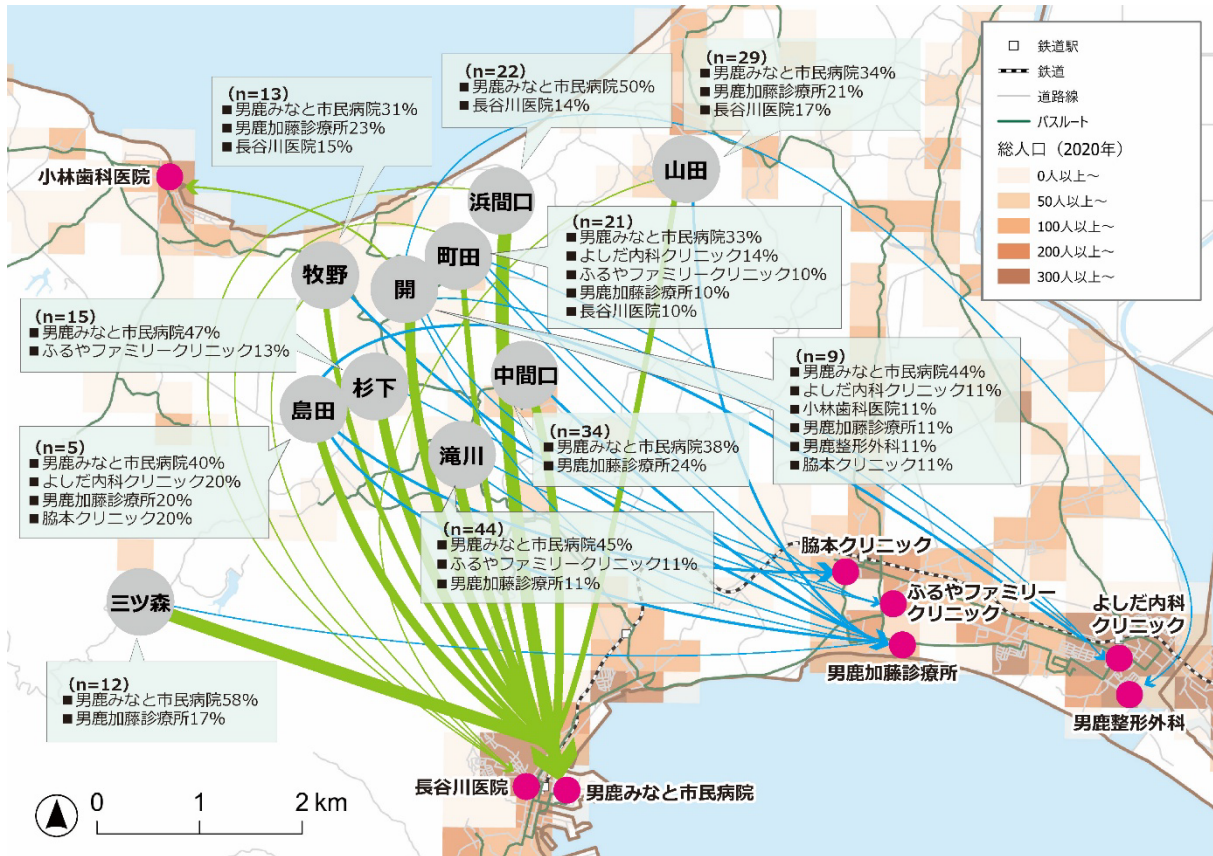 (n=29)
■ 男鹿みなと市民病院34%
■ 男鹿加藤診療所21%
■ 長谷川医院17%
(n=22)
■ 男鹿みなと市民病院50%
■ 長谷川医院14%
(n=13)
■ 男鹿みなと市民病院31%
■ 男鹿加藤診療所23%
■ 長谷川医院15%
鉄道駅
鉄道
道路線
バスルート
総人口（2020年）
0人以上～
50人以上～
100人以上～
200人以上～
300人以上～
小林歯科医院
山田
浜間口
町田
牧野
開
(n=21)
■ 男鹿みなと市民病院33%
■ よしだ内科クリニック14%
■ ふるやファミリークリニック10%
■ 男鹿加藤診療所10%
■ 長谷川医院10%
(n=15)
■ 男鹿みなと市民病院47%
■ ふるやファミリークリニック13%
(n=9)
■ 男鹿みなと市民病院44%
■ よしだ内科クリニック11%
■ 小林歯科医院11%
■ 男鹿加藤診療所11%
■ 男鹿整形外科11%
■ 脇本クリニック11%
中間口
杉下
島田
滝川
(n=5)
■ 男鹿みなと市民病院40%
■ よしだ内科クリニック20%
■ 男鹿加藤診療所20%
■ 脇本クリニック20%
(n=34)
■ 男鹿みなと市民病院38%
■ 男鹿加藤診療所24%
(n=44)
■ 男鹿みなと市民病院45%
■ ふるやファミリークリニック11%
■ 男鹿加藤診療所11%
脇本クリニック
ふるやファミリー
クリニック
よしだ内科
クリニック
三ツ森
男鹿加藤診療所
男鹿整形外科
(n=12)
■ 男鹿みなと市民病院58%
■ 男鹿加藤診療所17%
長谷川医院
男鹿みなと市民病院
0 1 2 km